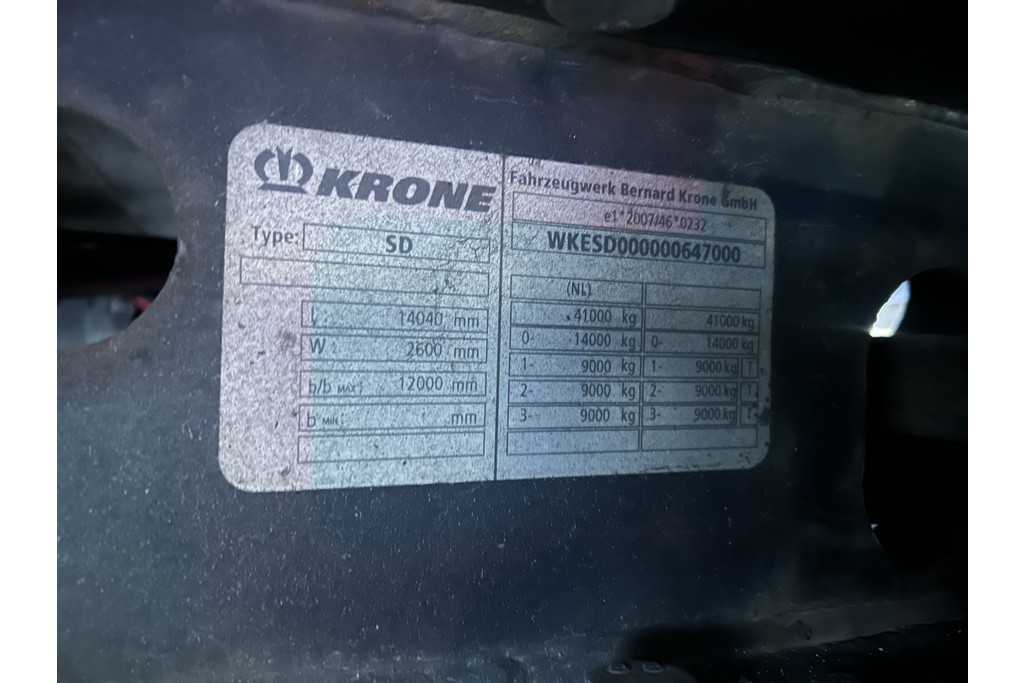 KRONE
Type: SD
L 14040 mm
W 2600 mm
b/b MAX 12000 mm
b MIN mm
Fahrzeugwerk Bernard Krone GmbH
e1*2007/46*0232
WKESD000000647000
(NL)
41000 kg 41000 kg
0- 14000 kg 0- 14000 kg
1- 9000 kg 1- 9000 kg T
2- 9000 kg 2- 9000 kg T
3- 9000 kg 3- 9000 kg T